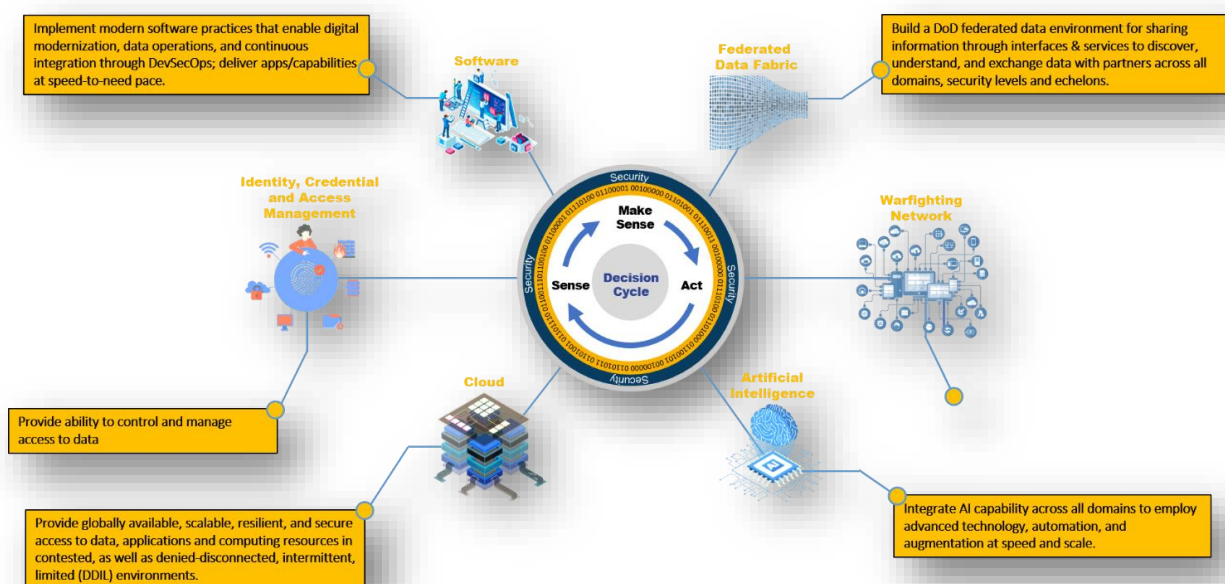 Implement modern software practices that enable digital
modernization, data operations, and continuous
integration through DevSecOps; deliver apps/capabilities
at speed-to-need pace.
Software
Federated
Data Fabric
Build a DoD federated data environment for sharing
information through interfaces & services to discover,
understand, and exchange data with partners across all
domains, security levels and echelons.
Identity, Credential
and Access
Management
Warfighting
Network
Security
Security
Security
Security
Make
Sense
Sense
Act
Decision
Cycle
Provide ability to control and manage
access to data
Cloud
Artificial
Intelligence
Provide globally available, scalable, resilient, and secure
access to data, applications and computing resources in
contested, as well as denied-disconnected, intermittent,
limited (DDIL) environments.
Integrate AI capability across all domains to employ
advanced technology, automation, and
augmentation at speed and scale.